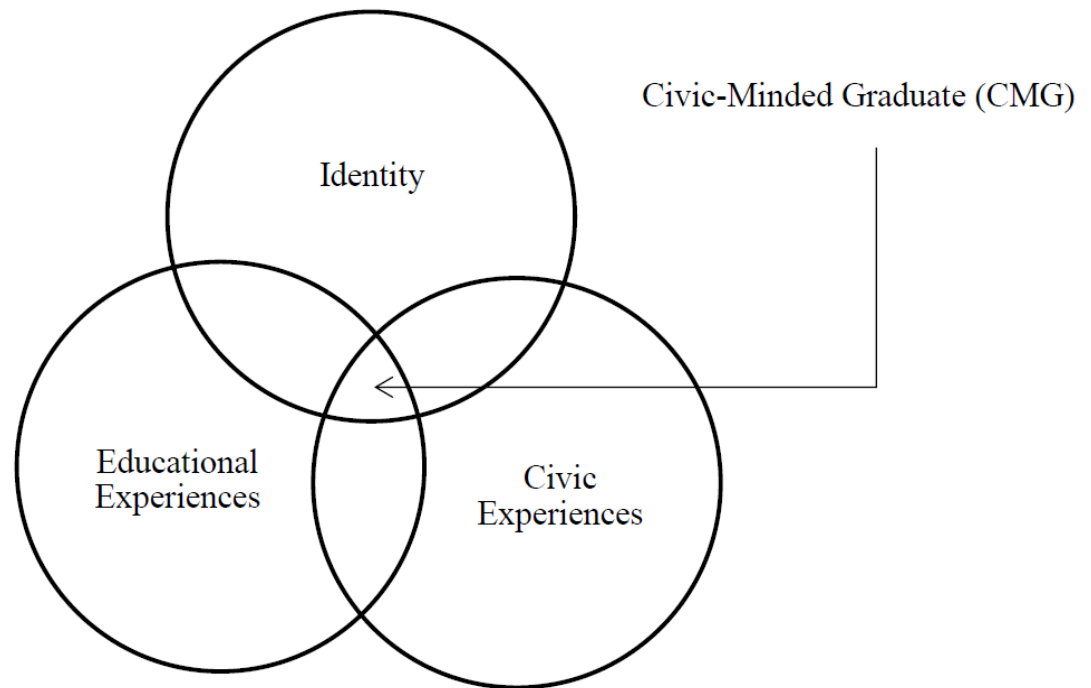 Civic-Minded Graduate (CMG)
Identity
Educational
Experiences
Civic
Experiences